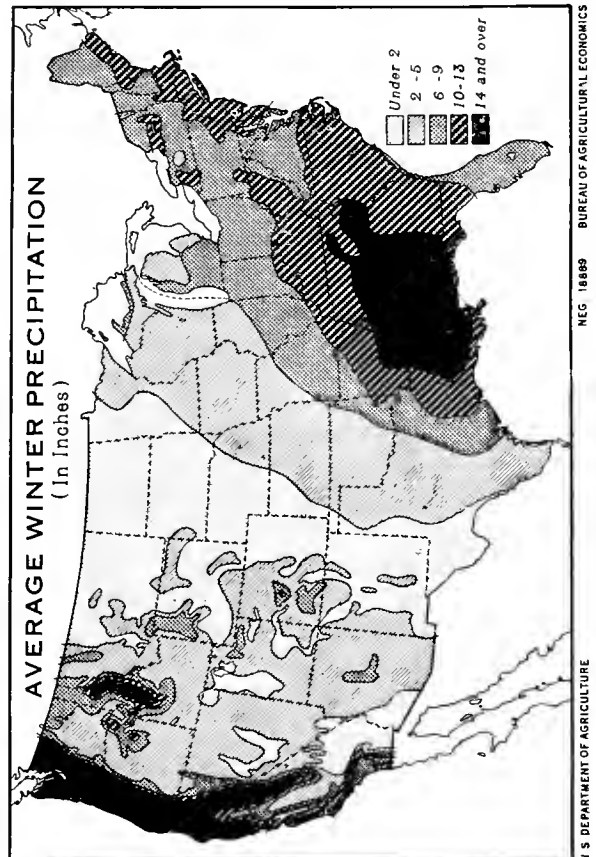 AVERAGE WINTER PRECIPITATION
(In Inches)
Under 2
2 -5
6 -9
10-13
14 and over
S DEPARTMENT OF AGRICULTURE
NEG. 18889 BUREAU OF AGRICULTURAL ECONOMICS